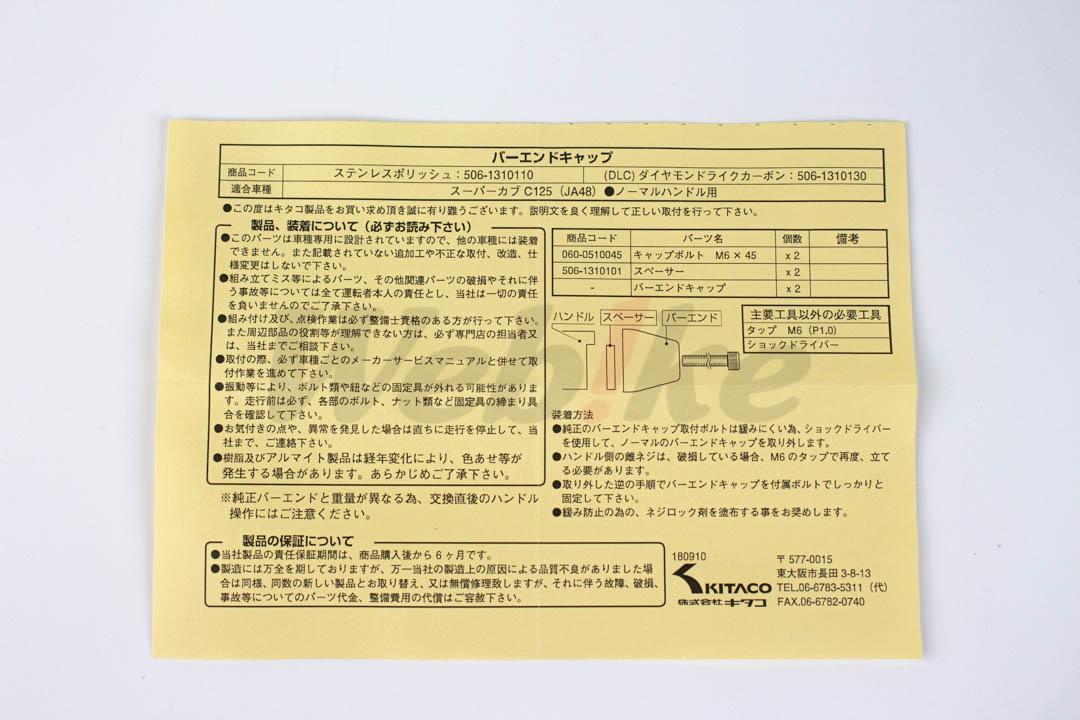 バーエンドキャップ
商品コード ステンレスポリッシュ：506-1310110 (DLC) ダイヤモンドライクカーボン：506-1310130
適合車種 スーパーカブ C125（JA48）●ノーマルハンドル用
●この度はキタコ製品をお買い求め頂き誠に有り難うございます。説明文を良く理解して正しい取付を行って下さい。
製品、装着について（必ずお読み下さい）
●このパーツは車種専用に設計されていますので、他の車種には装着
できません。また記載されていない追加工や不正な取付、改造、仕
様変更はしないで下さい。
●組み立てミス等によるパーツ、その他関連パーツの破損やそれに伴
う事故等については全て運転者本人の責任とし、当社は一切の責任
を負いませんのでご了承下さい。
●組み付け及び、点検作業は必ず整備士資格のある方が行って下さい。
また周辺部品の役割等が理解できない方は、必ず専門店の担当者又
は、当社までご相談下さい。
●取付の際、必ず車種ごとのメーカーサービスマニュアルと併せて取
付作業を進めて下さい。
●振動等により、ボルト類や紐などの固定具が外れる可能性がありま
す。走行前は必ず、各部のボルト、ナット類など固定具の締まり具
合を確認して下さい。
●お気付きの点や、異常を発見した場合は直ちに走行を停止して、当
社まで、ご連絡下さい。
●樹脂及びアルマイト製品は経年変化により、色あせ等が
発生する場合があります。あらかじめご了承下さい。
※純正バーエンドと重量が異なる為、交換直後のハンドル
操作にはご注意ください。
商品コード パーツ名 個数 備考
060-0510045 キャップボルト M6 × 45 x 2
506-1310101 スペーサー x 2
- バーエンドキャップ x 2
ハンドル スペーサー バーエンド
主要工具以外の必要工具
タップ M6（P1.0）
ショックドライバー
Webike
装着方法
●純正のバーエンドキャップ取付ボルトは緩みにくい為、ショックドライバー
を使用して、ノーマルのバーエンドキャップを取り外します。
●ハンドル側の雌ネジは、破損している場合、M6 のタップで再度、立て
る必要があります。
●取り外した逆の手順でバーエンドキャップを付属ボルトでしっかりと
固定して下さい。
●緩み防止の為の、ネジロック剤を塗布する事をお奨めします。
製品の保証について
●当社製品の責任保証期間は、商品購入後から 6 ヶ月です。
●製造には万全を期しておりますが、万一当社の製造上の原因による品質不良がありました場
合は同様、同数の新しい製品とお取り替え、又は無償修理致しますが、それに伴う故障、破損、
事故等についてのパーツ代金、整備費用の代償はご容赦下さい。
180910
KITACO
株式会社 キタコ
〒 577-0015
東大阪市長田 3-8-13
TEL.06-6783-5311（代）
FAX.06-6782-0740